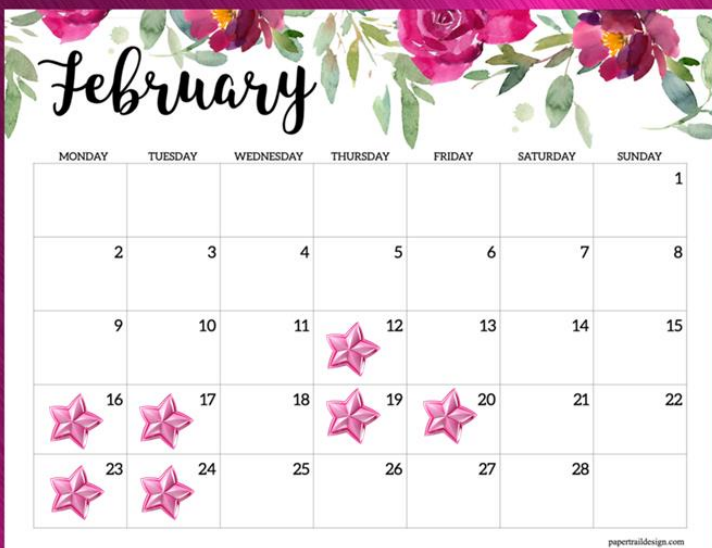 February
MONDAY TUESDAY WEDNESDAY THURSDAY FRIDAY SATURDAY SUNDAY
1
2 3 4 5 6 7 8
9 10 11 12 13 14 15
16 17 18 19 20 21 22
23 24 25 26 27 28
papertraildesign.com